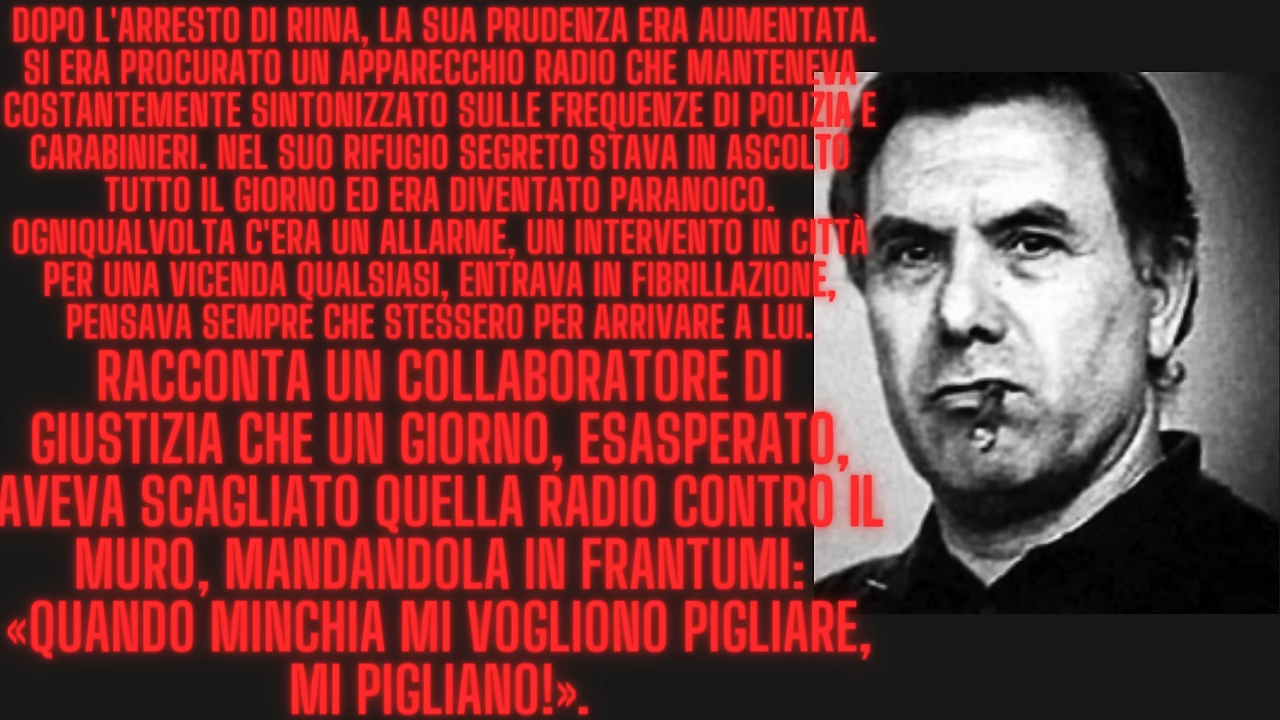 DOPO L'ARRESTO DI RIINA, LA SUA PRUDENZA ERA AUMENTATA.
SI ERA PROCURATO UN APPARECCHIO RADIO CHE MANTENEVA
COSTANTEMENTE SINTONIZZATO SULLE FREQUENZE DI POLIZIA E
CARABINIERI. NEL SUO RIFUGIO SEGRETO STAVA IN ASCOLTO
TUTTO IL GIORNO ED ERA DIVENTATO PARANOICO.
OGNIQUALVOLTA C'ERA UN ALLARME, UN INTERVENTO IN CITTÀ
PER UNA VICENDA QUALSIASI, ENTRAVA IN FIBRILLAZIONE,
PENSAVA SEMPRE CHE STESSERO PER ARRIVARE A LUI.
RACCONTA UN COLLABORATORE DI
GIUSTIZIA CHE UN GIORNO, ESASPERATO,
AVEVA SCAGLIATO QUELLA RADIO CONTRO IL
MURO, MANDANDOLA IN FRANTUMI:
«QUANDO MINCHIA MI VOGLIONO PIGLIARE,
MI PIGLIANO!».